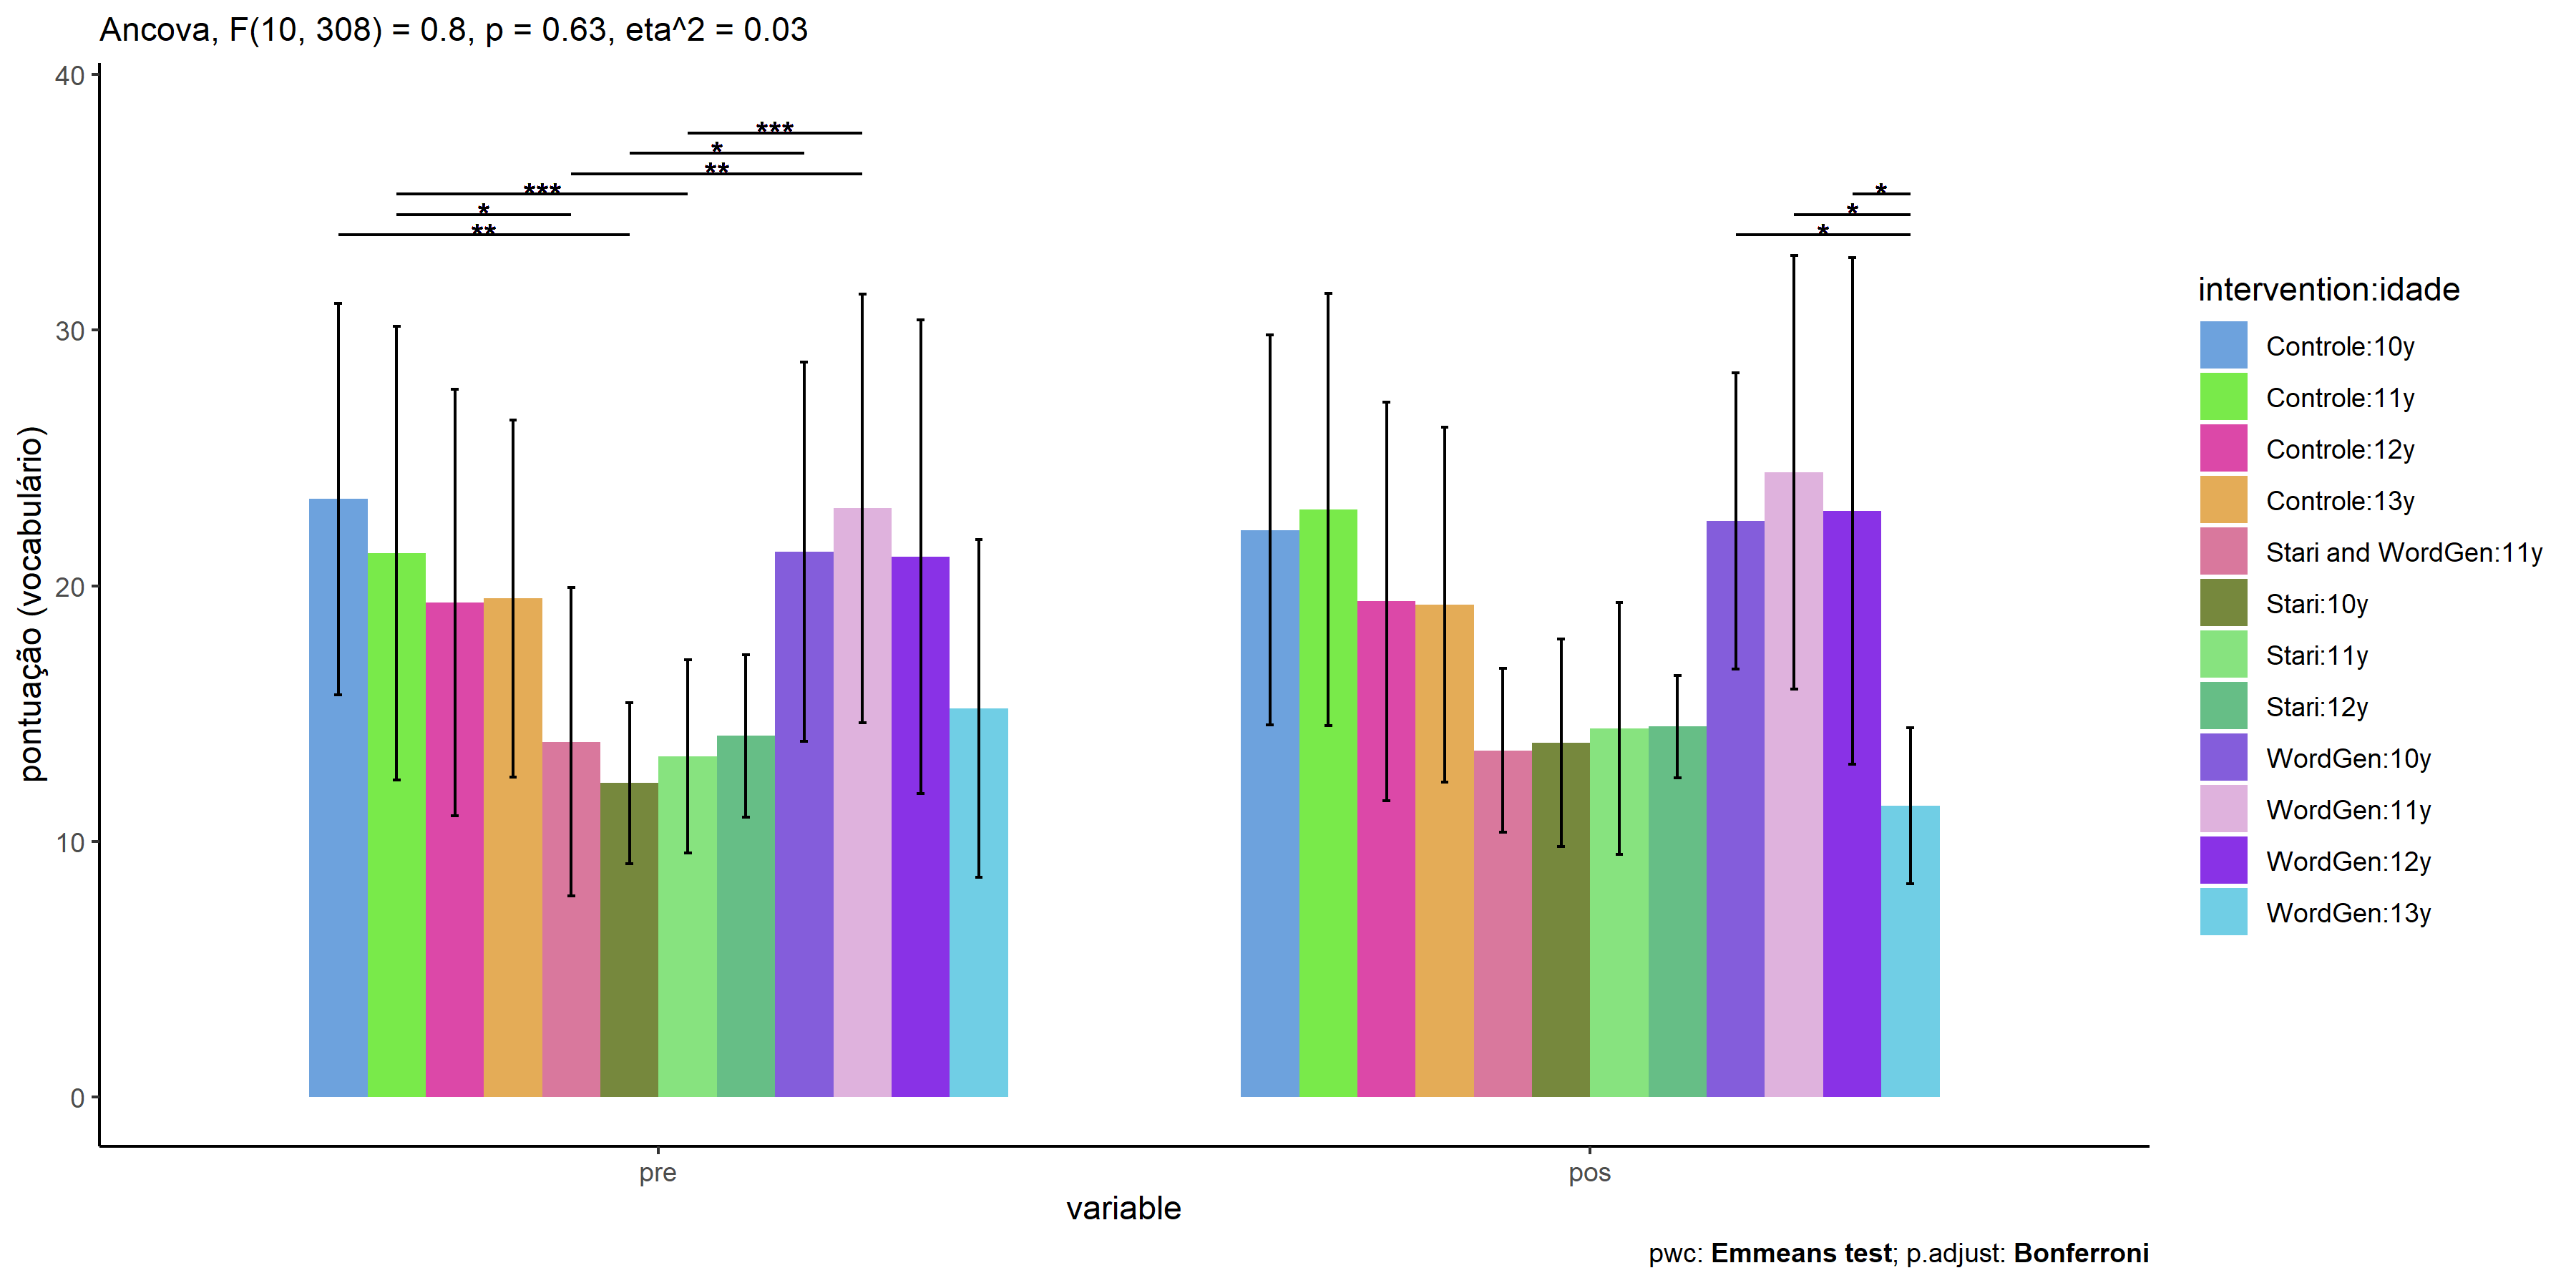 Ancova, F(10, 308) = 0.8, p = 0.63, eta^2 = 0.03
40
30
20
10
0
pontuação (vocabulário)
***
*
**
***
*
**
*
*
*
pre
pos
variable
intervention:idade
Controle:10y
Controle:11y
Controle:12y
Controle:13y
Stari and WordGen:11y
Stari:10y
Stari:11y
Stari:12y
WordGen:10y
WordGen:11y
WordGen:12y
WordGen:13y
pwc: Emmeans test; p.adjust: Bonferroni